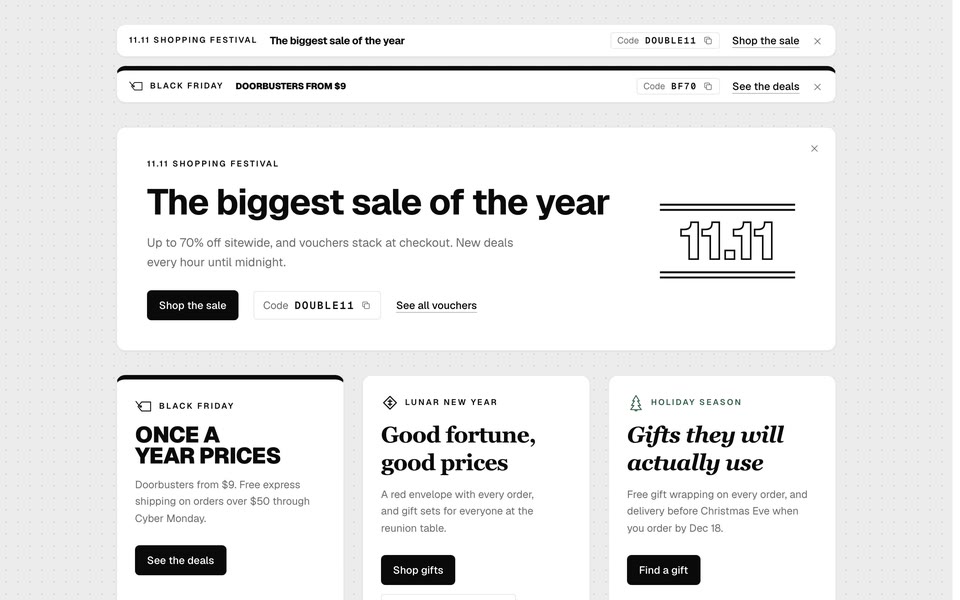 11.11 SHOPPING FESTIVAL The biggest sale of the year Code DOUBLE11 Shop the sale
BLACK FRIDAY DOORBUSTERS FROM $9 Code BF70 See the deals
11.11 SHOPPING FESTIVAL
The biggest sale of the year
Up to 70% off sitewide, and vouchers stack at checkout. New deals
every hour until midnight.
Shop the sale Code DOUBLE11 See all vouchers
11.11
BLACK FRIDAY
ONCE A
YEAR PRICES
Doorbusters from $9. Free express
shipping on orders over $50 through
Cyber Monday.
See the deals
LUNAR NEW YEAR
Good fortune,
good prices
A red envelope with every order,
and gift sets for everyone at the
reunion table.
Shop gifts
HOLIDAY SEASON
Gifts they will
actually use
Free gift wrapping on every order, and
delivery before Christmas Eve when
you order by Dec 18.
Find a gift